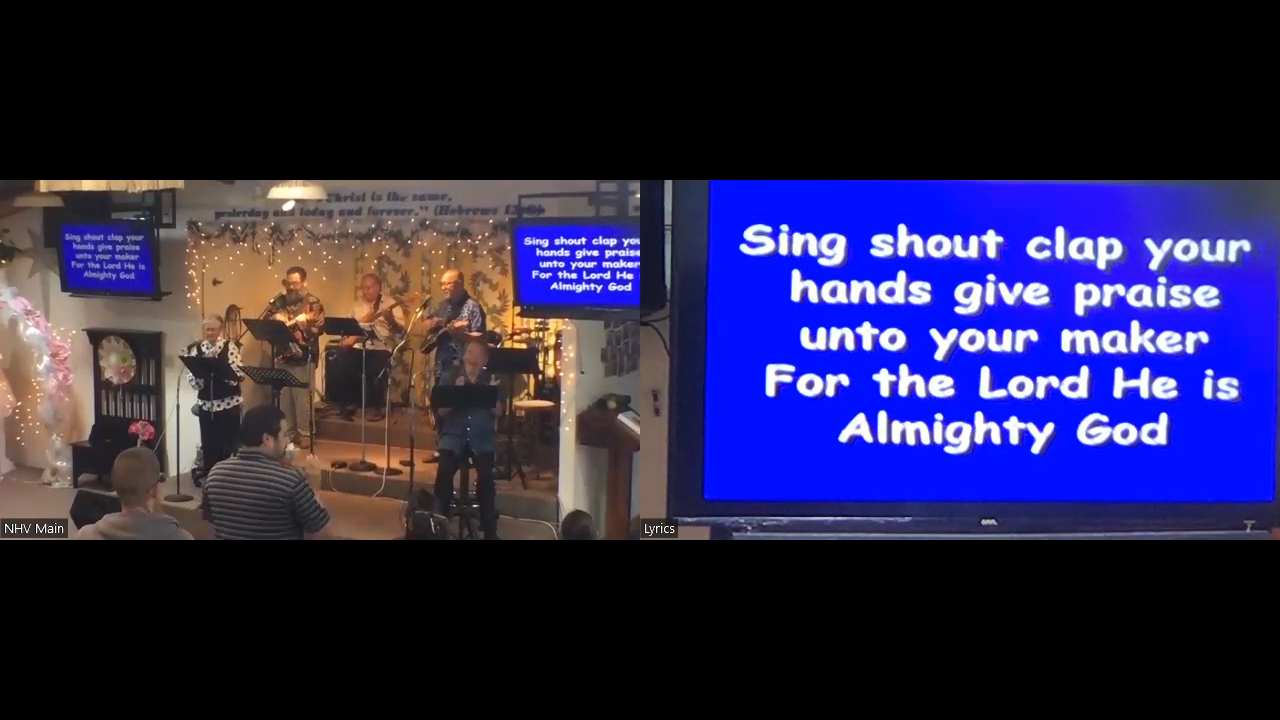 Christ is the same,
yesterday and today and forever." (Hebrews
Sing shout clap your
hands give praise
unto your maker
For the Lord He is
Almighty God
Sing shout clap you
hands give praise
unto your maker
For the Lord He
Almighty God
NHV Main
Sing shout clap your
hands give praise
unto your maker
For the Lord He is
Almighty God
Lyrics